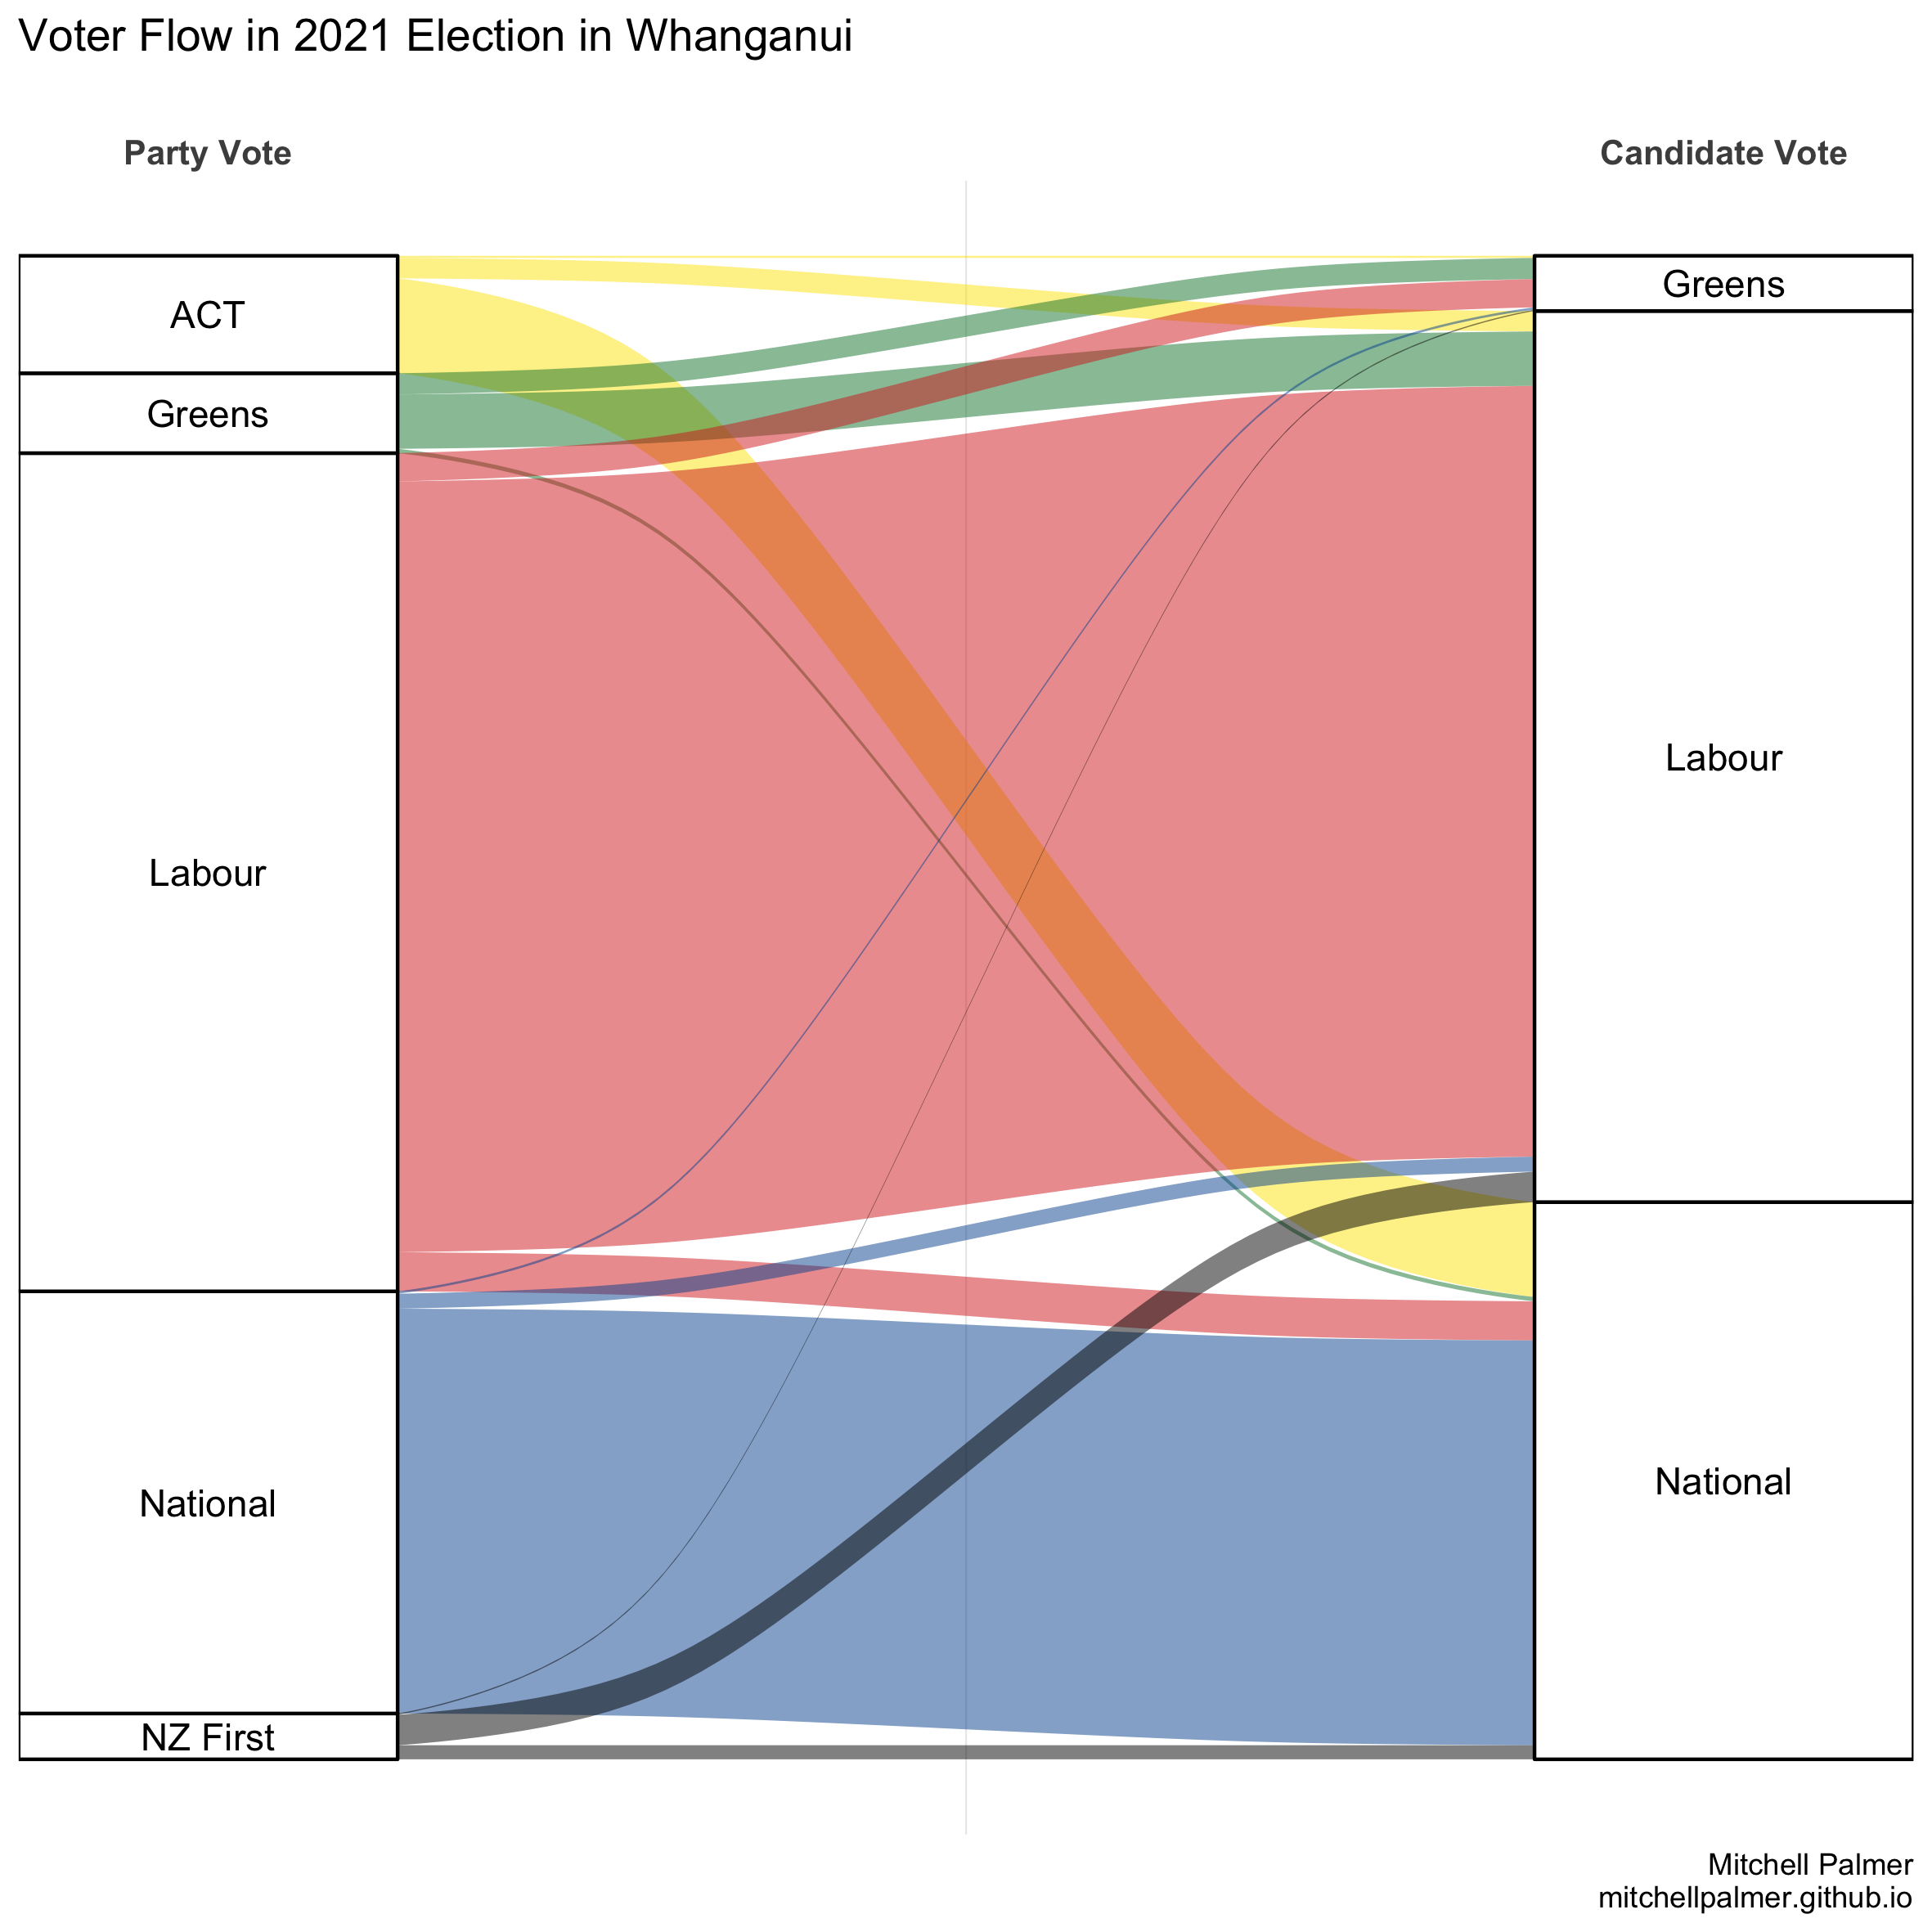 Voter Flow in 2021 Election in Whanganui
Party Vote
Candidate Vote
ACT
Greens
Labour
National
NZ First
Greens
Labour
National
Mitchell Palmer
mitchellpalmer.github.io